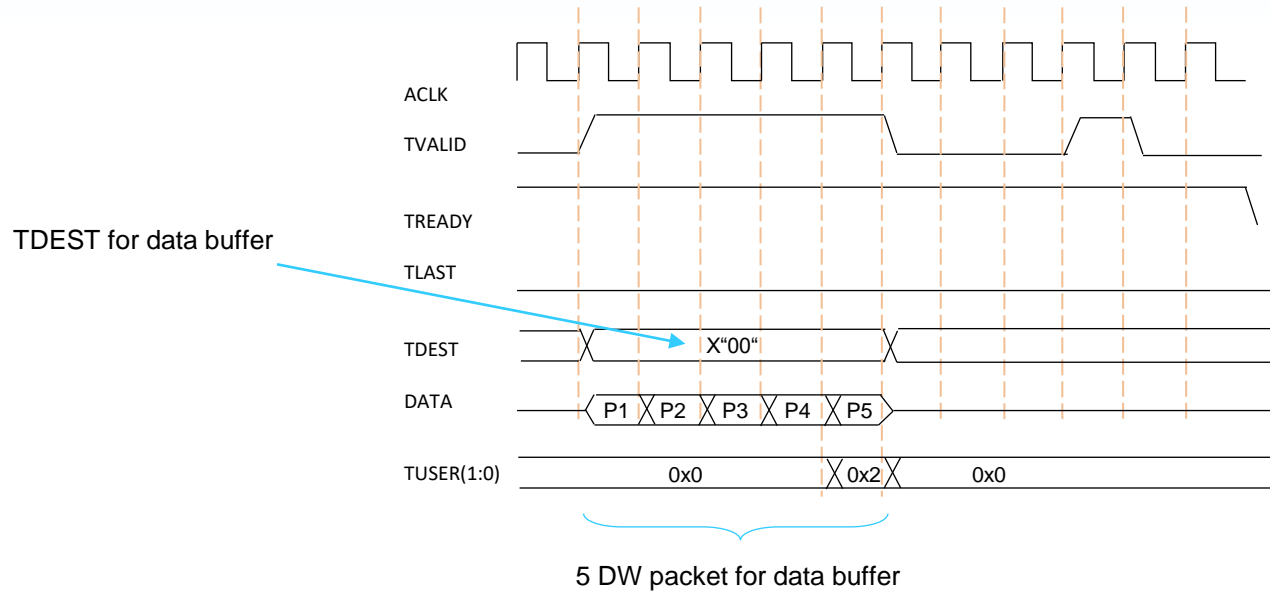 ACLK
TVALID
TREADY
TDEST for data buffer
TLAST
TDEST X“00“
DATA P1 P2 P3 P4 P5
TUSER(1:0) 0x0 0x2 0x0
5 DW packet for data buffer